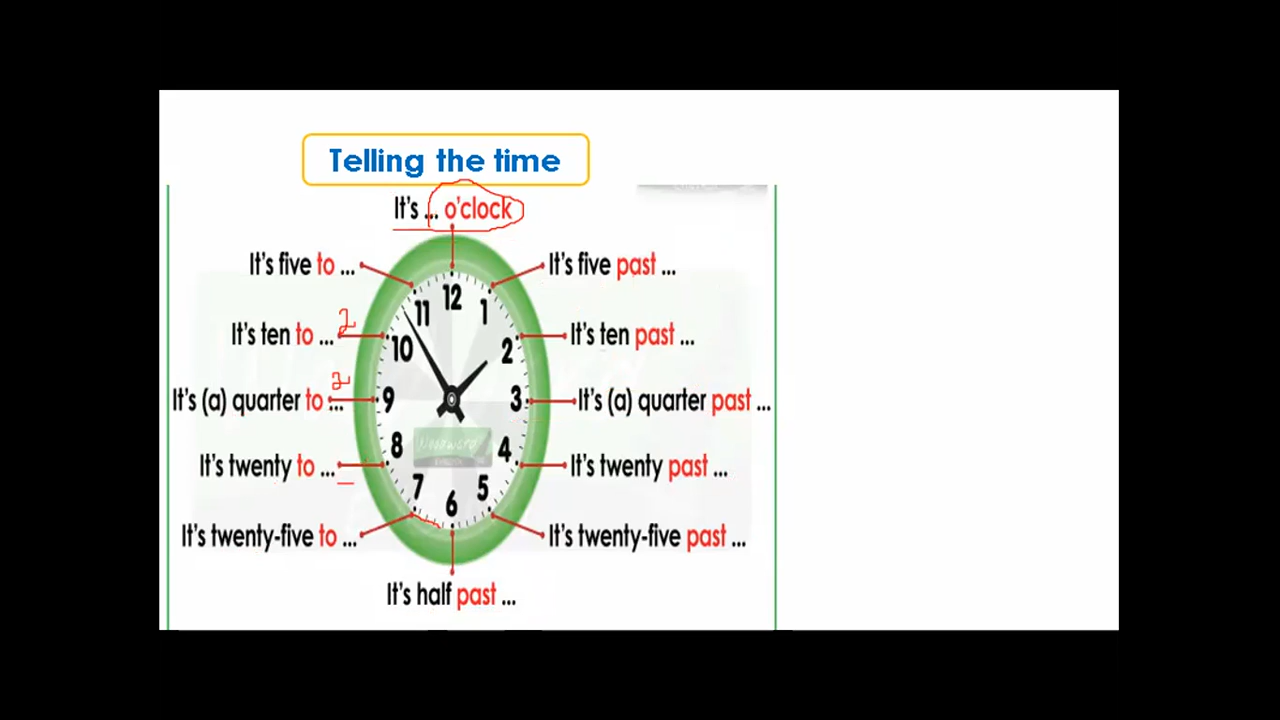 Telling the time
It's ... o'clock
It's five to ...
It's five past ...
It's ten to ... 2
It's ten past ...
It's (a) quarter to ... 2
It's (a) quarter past ...
It's twenty to ...
It's twenty past ...
It's twenty-five to ...
It's twenty-five past ...
It's half past ...
12
11
1
10
2
9
3
8
4
7
5
6